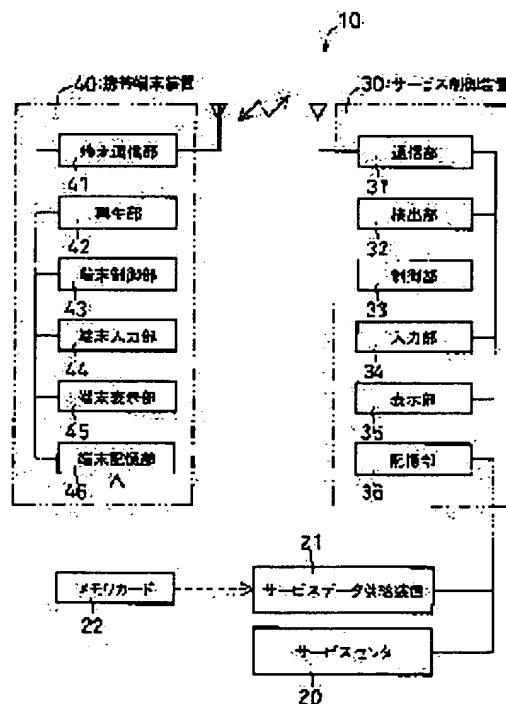 10
40:携帯端末装置
30:サービス制御装置
端末通信部
41
再生部
42
端末制御部
43
端末入力部
44
端末表示部
45
端末記憶部
46
通信部
31
検出部
32
制御部
33
入力部
34
表示部
35
記憶部
36
21
メモリカード
22
サービスデータ供給装置
サービスセンタ
20